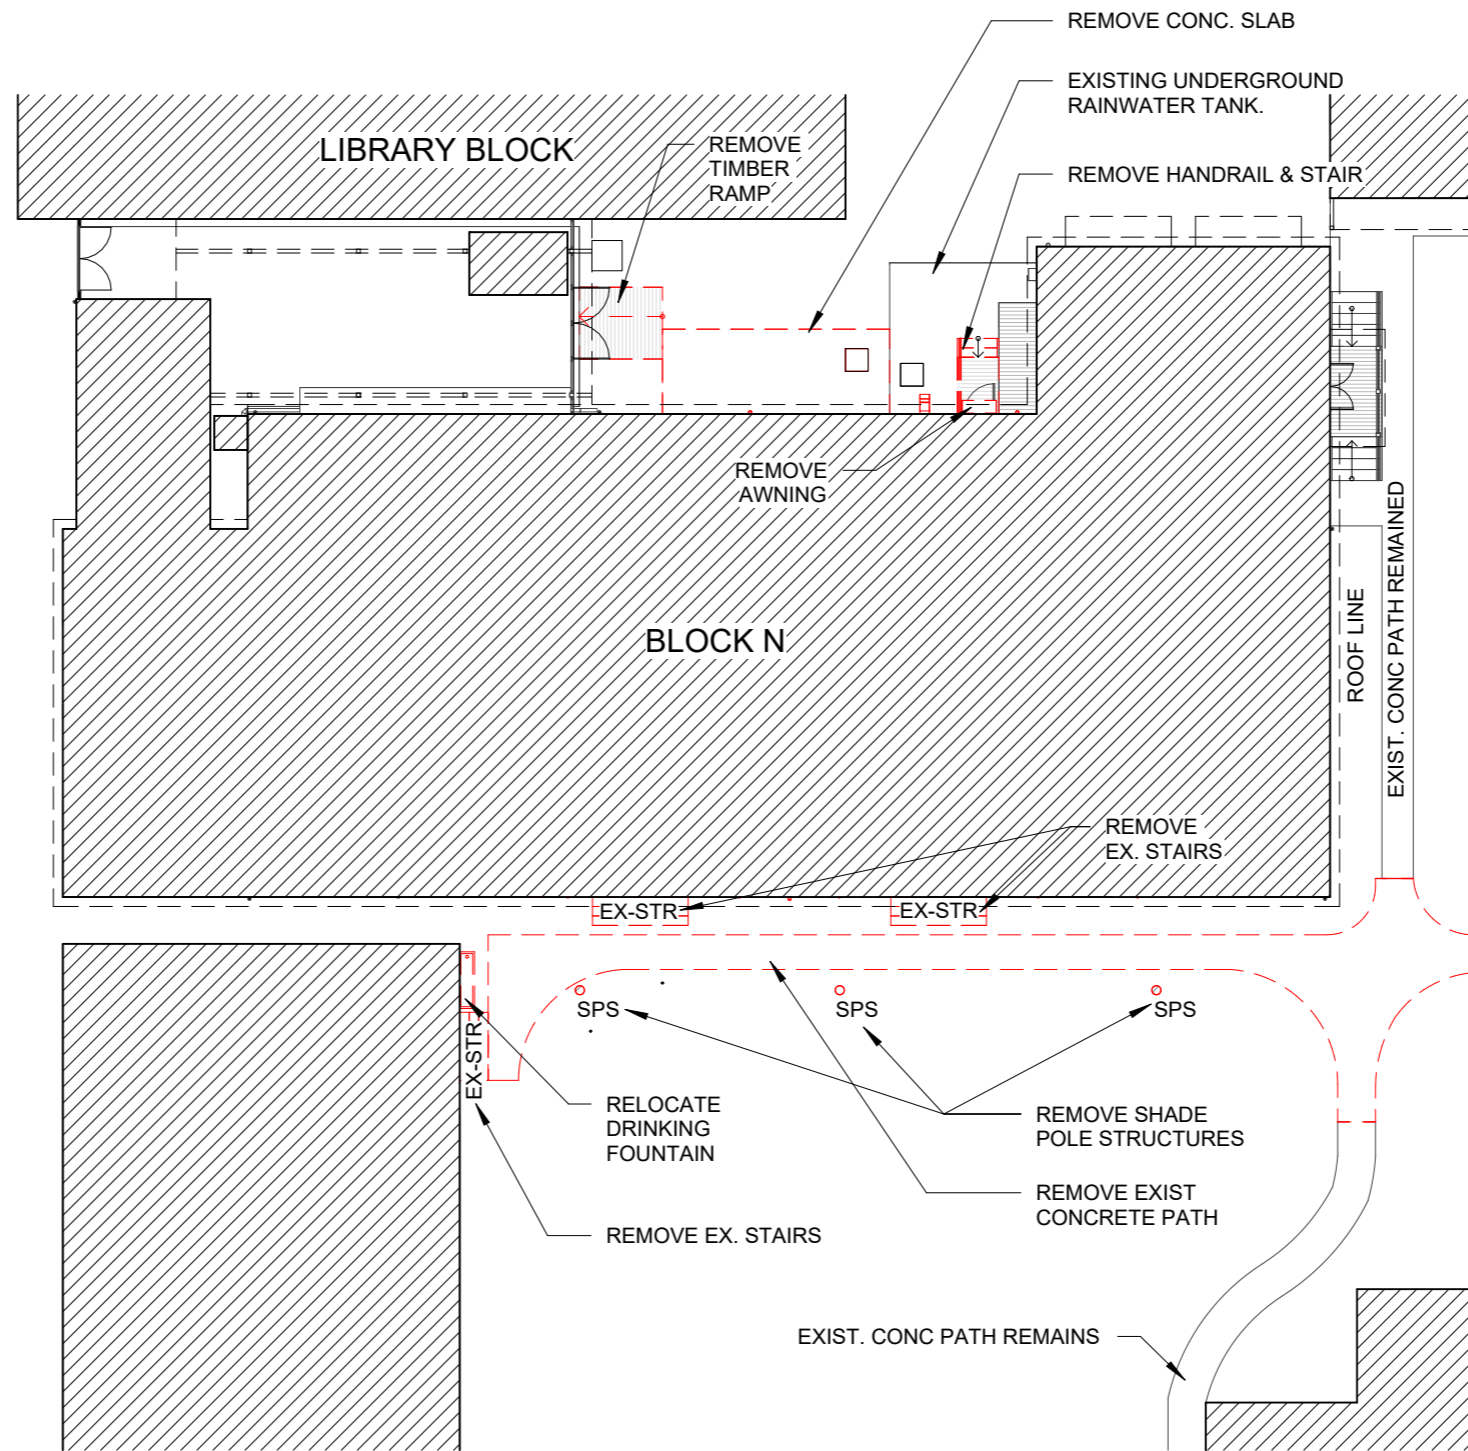 REMOVE CONC. SLAB
EXISTING UNDERGROUND
RAINWATER TANK.
LIBRARY BLOCK
REMOVE
TIMBER
RAMP
REMOVE HANDRAIL & STAIR
REMOVE
AWNING
BLOCK N
ROOF LINE
EXIST. CONC PATH REMAINED
REMOVE
EX. STAIRS
EX-STR
EX-STR
SPS
SPS
SPS
EX-STR
RELOCATE
DRINKING
FOUNTAIN
REMOVE SHADE
POLE STRUCTURES
REMOVE EXIST
CONCRETE PATH
REMOVE EX. STAIRS
EXIST. CONC PATH REMAINS